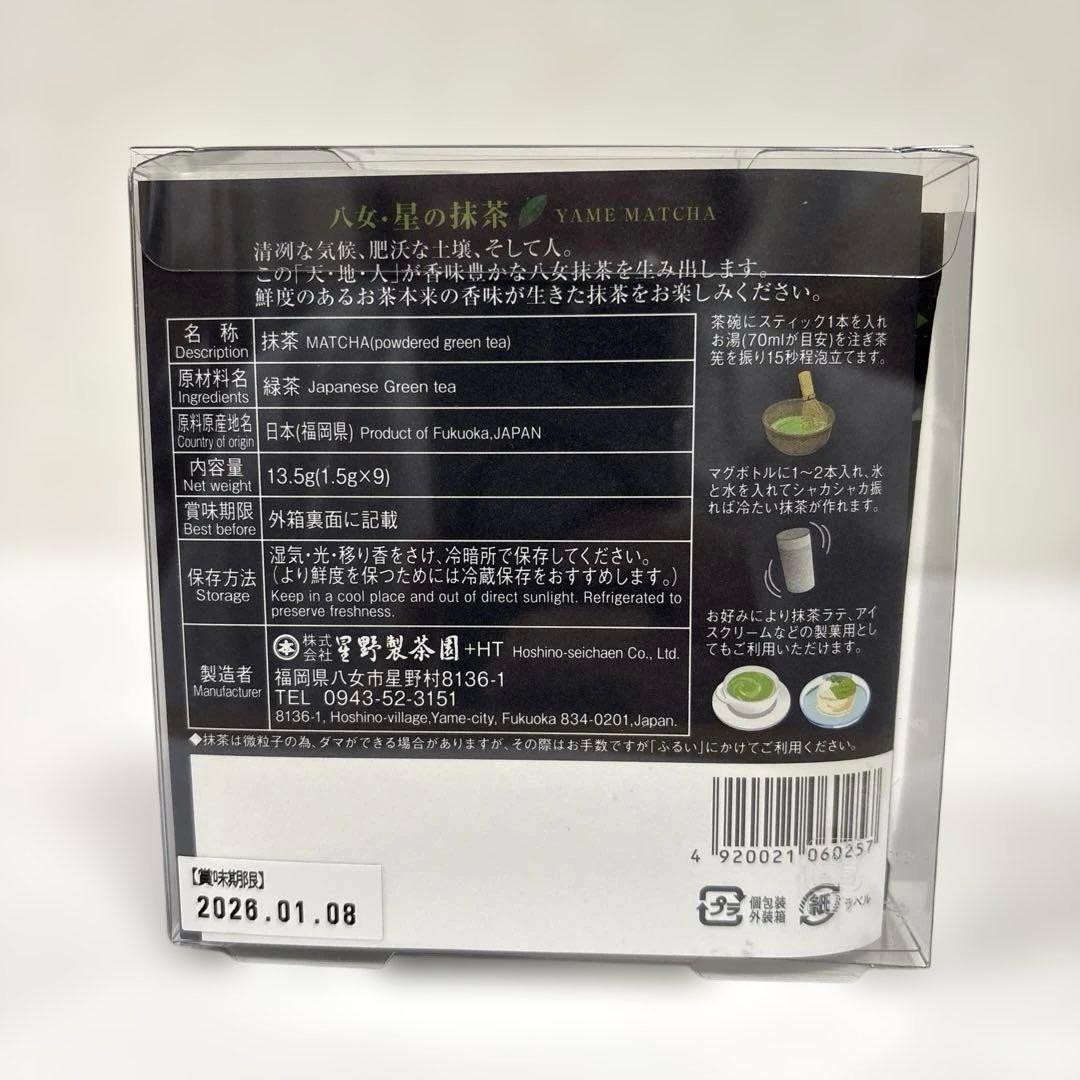 八女・星の抹茶 YAME MATCHA
清冽な気候、肥沃な土壌、そして人。
この「天・地・人」が香味豊かな八女抹茶を生み出します。
鮮度のあるお茶本来の香味が生きた抹茶をお楽しみください。
名 称
Description
抹茶 MATCHA(powdered green tea)
原材料名
Ingredients
緑茶 Japanese Green tea
原料原産地名
Country of origin
日本(福岡県) Product of Fukuoka,JAPAN
内容量
Net weight
13.5g(1.5g×9)
賞味期限
Best before
外箱裏面に記載
保存方法
Storage
湿気・光・移り香をさけ、冷暗所で保存してください。
(より鮮度を保つためには冷蔵保存をおすすめします。)
Keep in a cool place and out of direct sunlight. Refrigerated to
preserve freshness.
製造者
Manufacturer
本 株式会社 星野製茶園 +HT Hoshino-seichaen Co., Ltd.
福岡県八女市星野村8136-1
TEL 0943-52-3151
8136-1, Hoshino-village,Yame-city, Fukuoka 834-0201,Japan.
◆抹茶は微粒子の為、ダマができる場合がありますが、その際はお手数ですが「ふるい」にかけてご利用ください。
茶碗にスティック1本を入れ
お湯(70mlが目安)を注ぎ茶
筅を振り15秒程泡立てます。
マグボトルに1〜2本入れ、氷
と水を入れてシャカシャカ振
れば冷たい抹茶が作れます。
お好みにより抹茶ラテ、アイ
スクリームなどの製菓用とし
てもご利用いただけます。
4 920021 060257
プラ 個包装
外装箱
紙 ラベル
【賞味期限】
2026.01.08